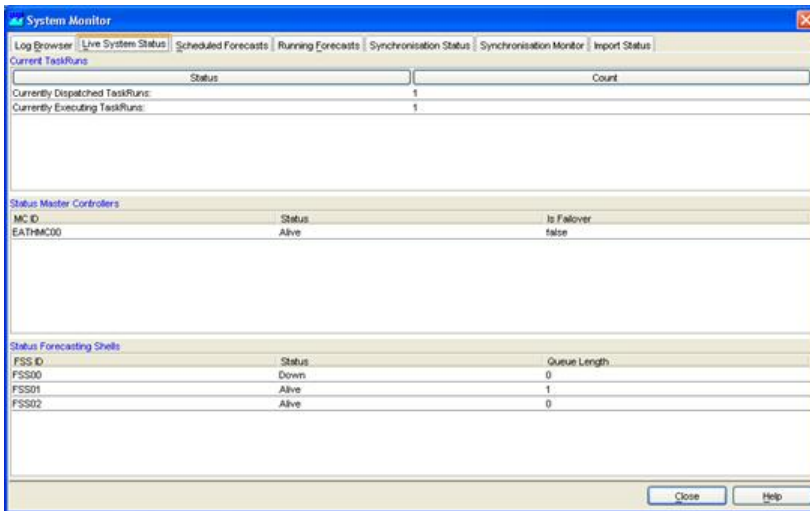 System Monitor
Log Browser Live System Status Scheduled Forecasts Running Forecasts Synchronisation Status Synchronisation Monitor Import Status
Current TaskRuns
Status Count
Currently Dispatched TaskRuns: 1
Currently Executing TaskRuns: 1
Status Master Controllers
MC ID Status Is Failover
EATHMC00 Alive false
Status Forecasting Shells
FSS ID Status Queue Length
FSS00 Down 0
FSS01 Alive 1
FSS02 Alive 0
Close Help